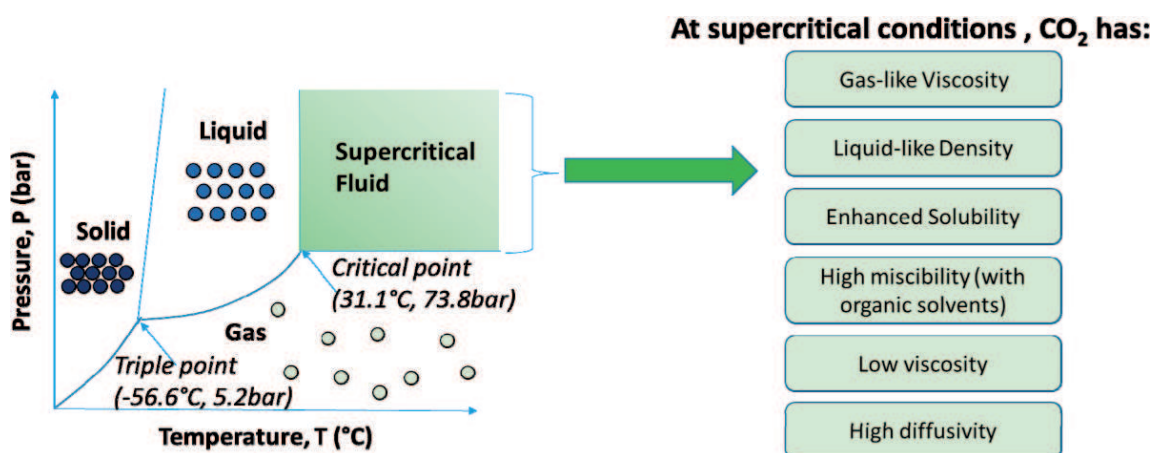 At supercritical conditions , CO₂ has:
Gas-like Viscosity
Liquid-like Density
Enhanced Solubility
High miscibility (with
organic solvents)
Low viscosity
High diffusivity
Pressure, P (bar)
Liquid
Supercritical
Fluid
Solid
Critical point
(31.1°C, 73.8bar)
Gas
Triple point
(-56.6°C, 5.2bar)
Temperature, T (°C)